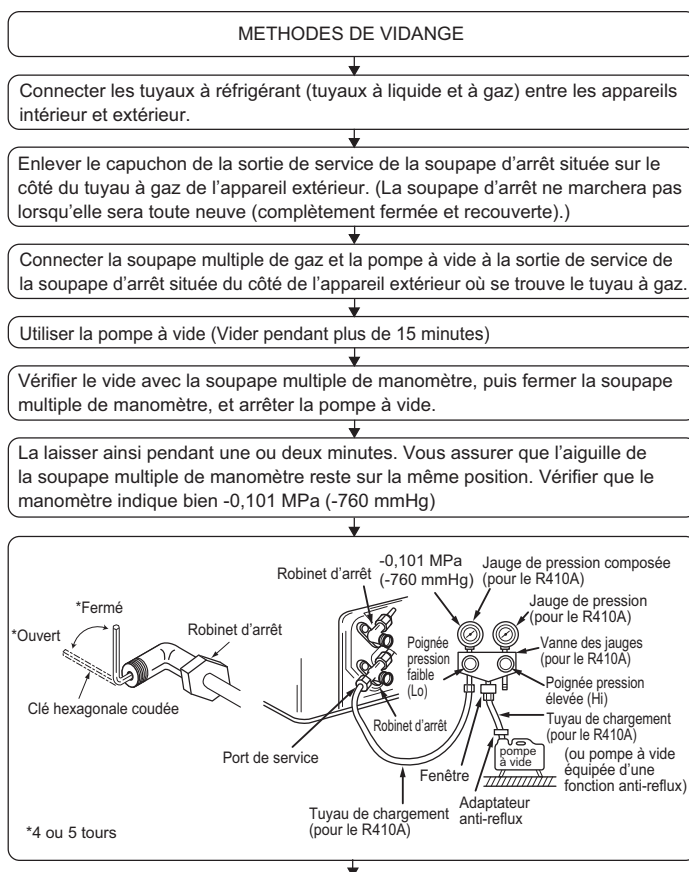 METHODES DE VIDANGE
Connecter les tuyaux à réfrigérant (tuyaux à liquide et à gaz) entre les appareils
intérieur et extérieur.
Enlever le capuchon de la sortie de service de la soupape d’arrêt située sur le
côté du tuyau à gaz de l’appareil extérieur. (La soupape d’arrêt ne marchera pas
lorsqu’elle sera toute neuve (complètement fermée et recouverte).)
Connecter la soupape multiple de gaz et la pompe à vide à la sortie de service de
la soupape d’arrêt située du côté de l’appareil extérieur où se trouve le tuyau à gaz.
Utiliser la pompe à vide (Vider pendant plus de 15 minutes)
Vérifier le vide avec la soupape multiple de manomètre, puis fermer la soupape
multiple de manomètre, et arrêter la pompe à vide.
La laisser ainsi pendant une ou deux minutes. Vous assurer que l’aiguille de
la soupape multiple de manomètre reste sur la même position. Vérifier que le
manomètre indique bien -0,101 MPa (-760 mmHg)
*Fermé
*Ouvert
Robinet d’arrêt
Clé hexagonale coudée
*4 ou 5 tours
Robinet d’arrêt
-0,101 MPa
(-760 mmHg)
Jauge de pression composée
(pour le R410A)
Jauge de pression
(pour le R410A)
Vanne des jauges
(pour le R410A)
Poignée
pression
faible
(Lo)
Poignée pression
élevée (Hi)
Robinet d’arrêt
Port de service
Tuyau de chargement
(pour le R410A)
pompe
à vide
(ou pompe à vide
équipée d’une
fonction anti-reflux)
Fenêtre
Adaptateur
anti-reflux
Tuyau de chargement
(pour le R410A)